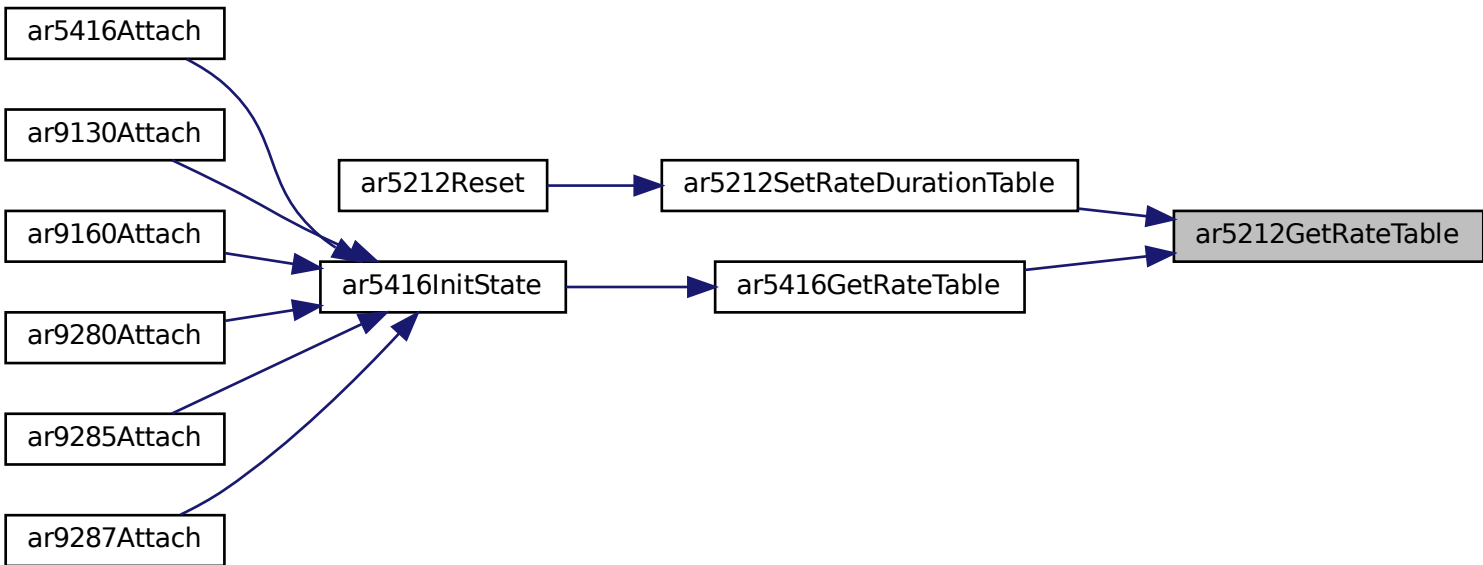 ar5416Attach
ar9130Attach
ar9160Attach
ar9280Attach
ar9285Attach
ar9287Attach
ar5212Reset
ar5416InitState
ar5212SetRateDurationTable
ar5416GetRateTable
ar5212GetRateTable